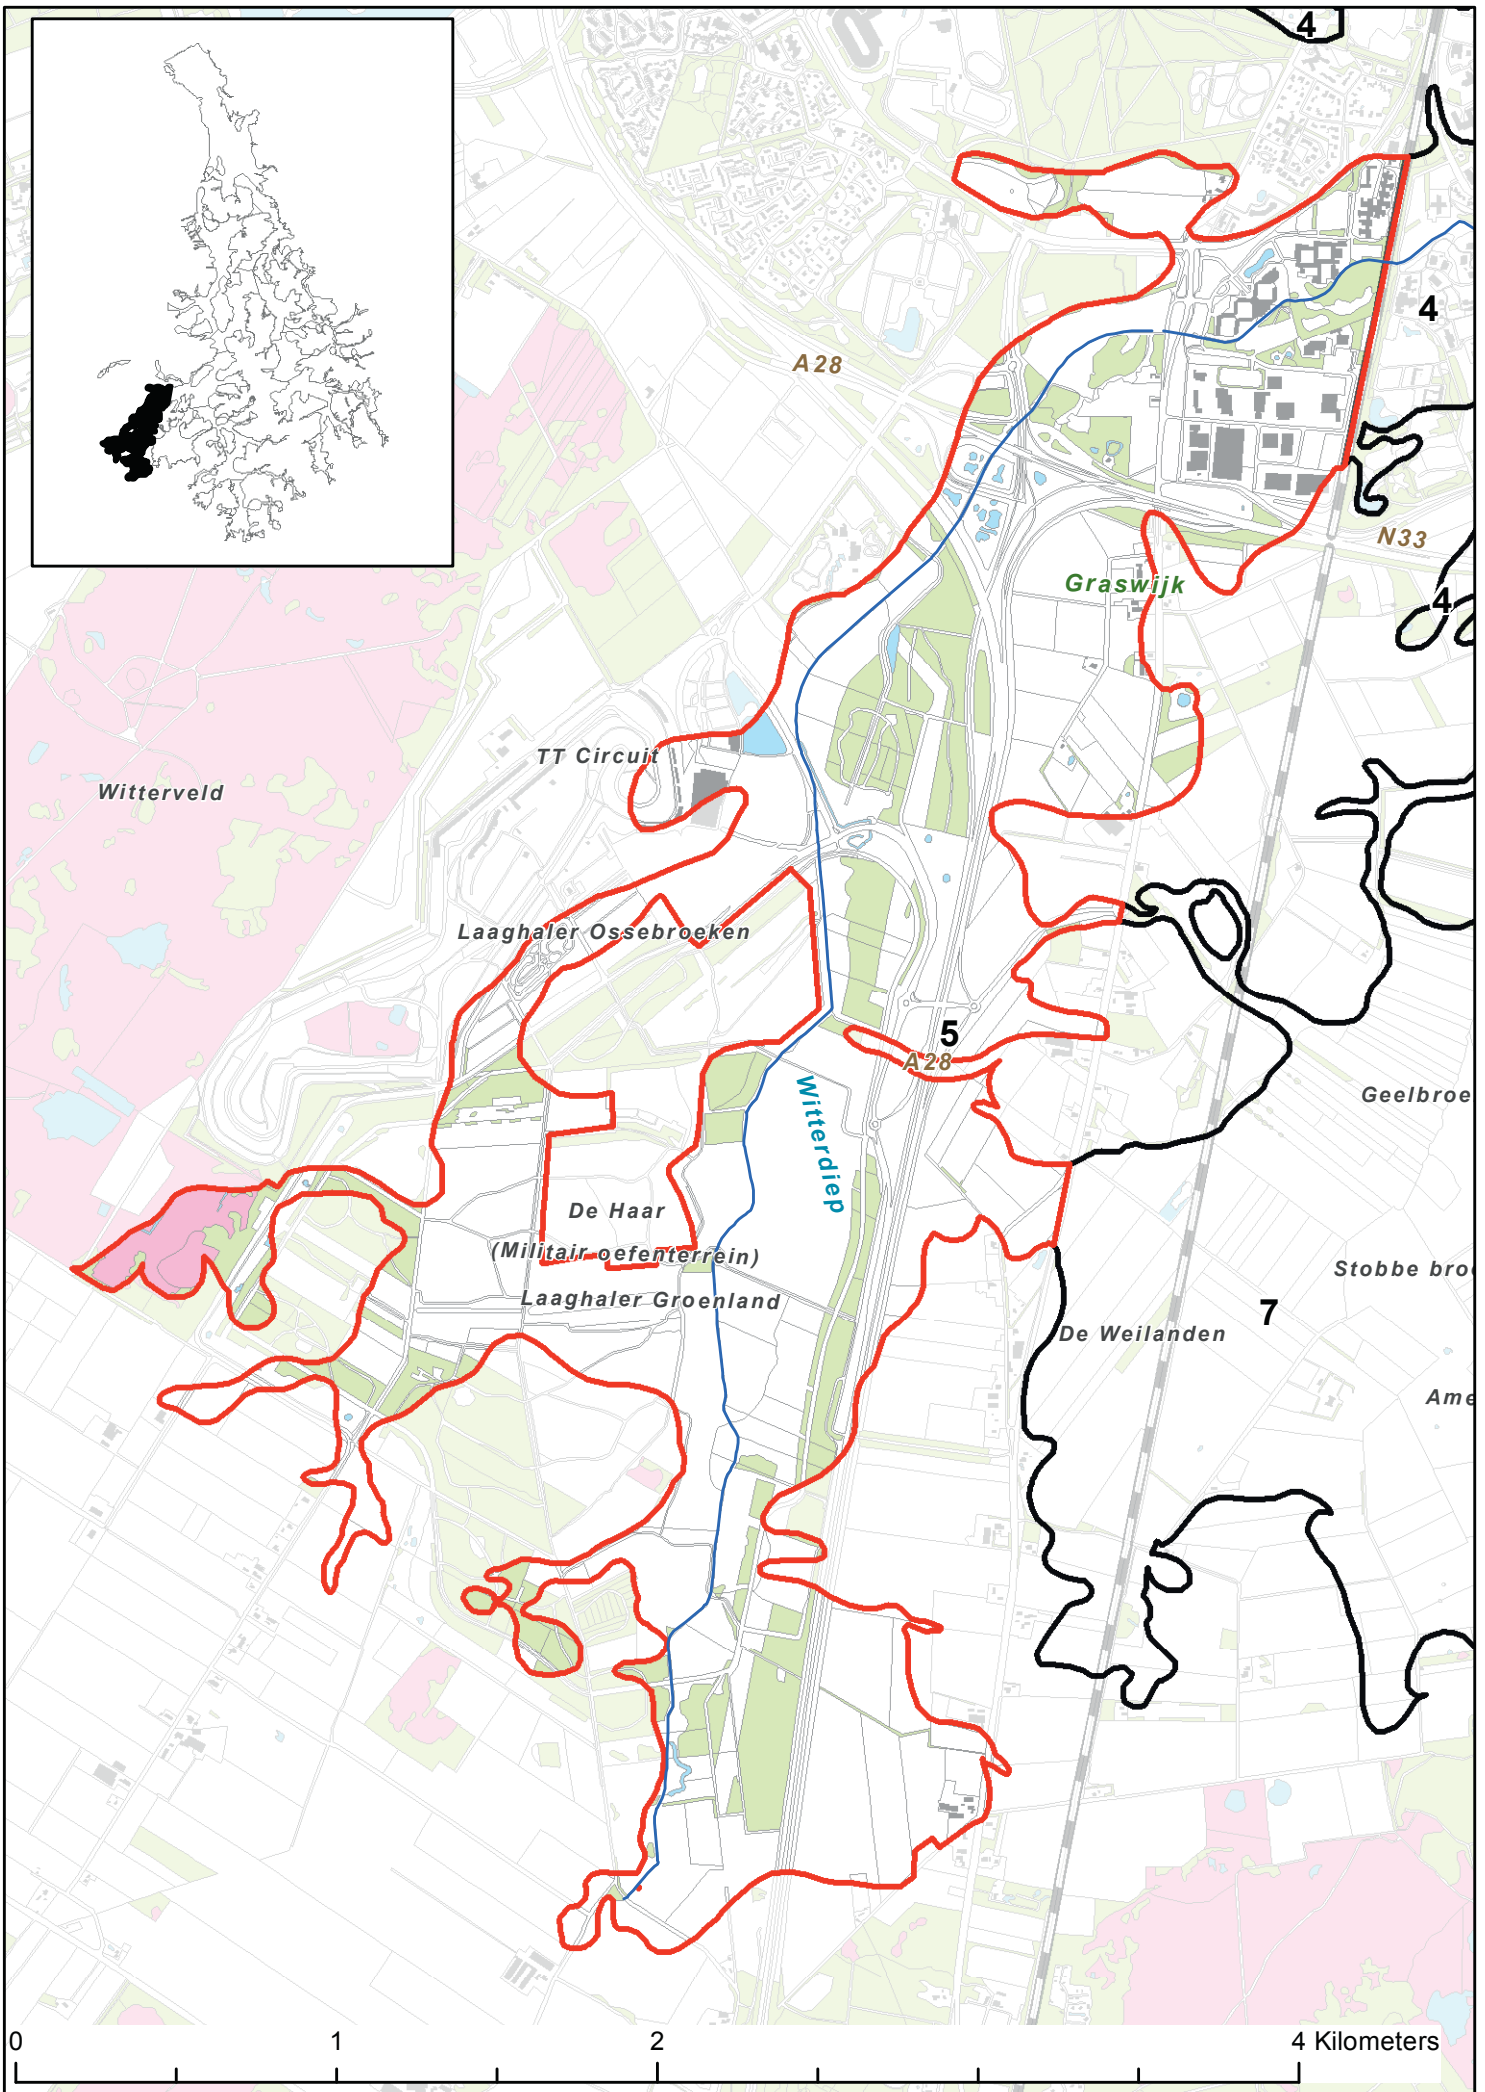 4
A28
4
N33
Graswijk
4
TT Circuit
Witterveld
Laaghaler Ossebroeken
5
A28
Witterdiep
Geelbroe
De Haar
(Militair oefenterrein)
Stobbe broe
Laaghaler Groenland
7
De Weilanden
Ame
0 1 2 4 Kilometers